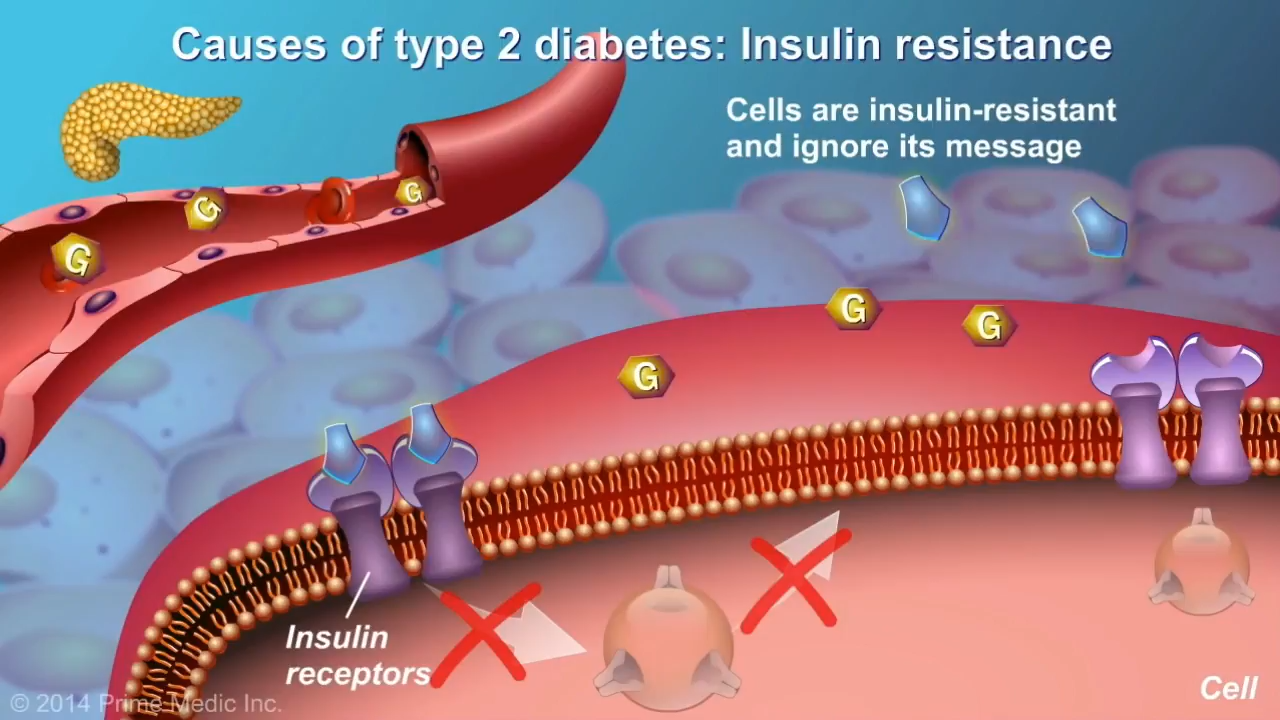 Causes of type 2 diabetes: Insulin resistance
Cells are insulin-resistant
and ignore its message
G
G
G
G
G
G
Insulin
receptors
Cell
© 2014 Prime Medic Inc.